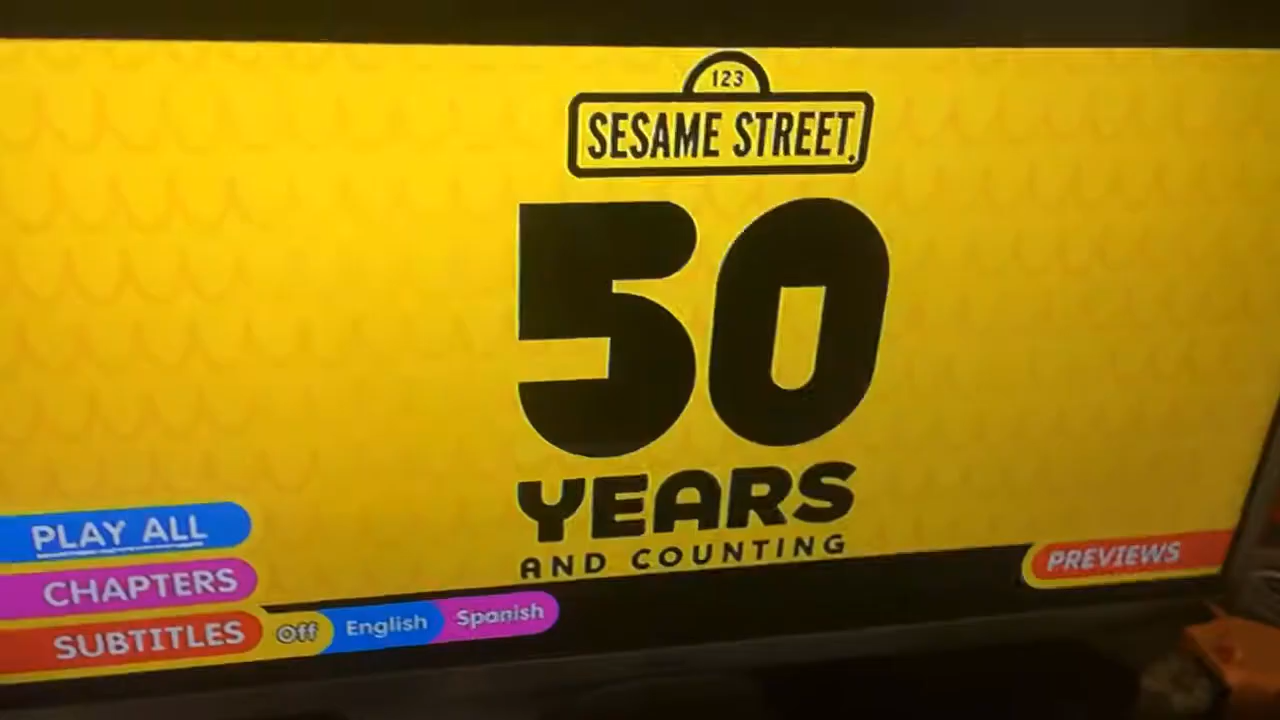 123
SESAME STREET
50
YEARS
AND COUNTING
PLAY ALL
CHAPTERS
SUBTITLES Off English Spanish
PREVIEWS